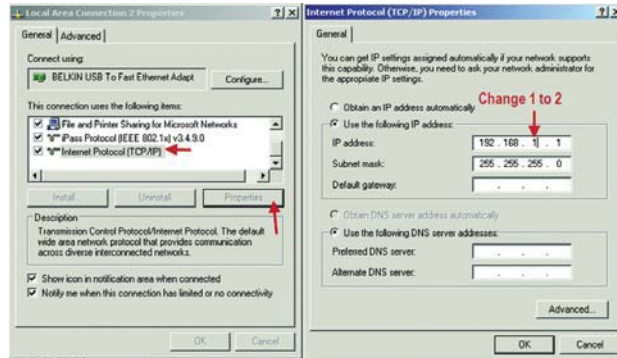 Local Area Connection 2 Properties
General
Advanced
Connect using:
BELKIN USB To Fast Ethernet Adapt
Configure...
This connection uses the following items:
File and Printer Sharing for Microsoft Networks
iPass Protocol (IEEE 802.1x) v3.4.9.0
Internet Protocol (TCP/IP)
Install...
Uninstall
Properties
Description
Transmission Control Protocol/Internet Protocol. The default
wide area network protocol that provides communication
across diverse interconnected networks.
Show icon in notification area when connected
Notify me when this connection has limited or no connectivity
OK
Cancel
Internet Protocol (TCP/IP) Properties
General
You can get IP settings assigned automatically if your network supports
this capability. Otherwise, you need to ask your network administrator for
the appropriate IP settings.
Obtain an IP address automatically
Change 1 to 2
Use the following IP address:
IP address:
192 . 168 . 1 . 1
Subnet mask:
255 . 255 . 255 . 0
Default gateway:
. . .
Obtain DNS server address automatically
Use the following DNS server addresses:
Preferred DNS server:
. . .
Alternate DNS server:
. . .
Advanced...
OK
Cancel